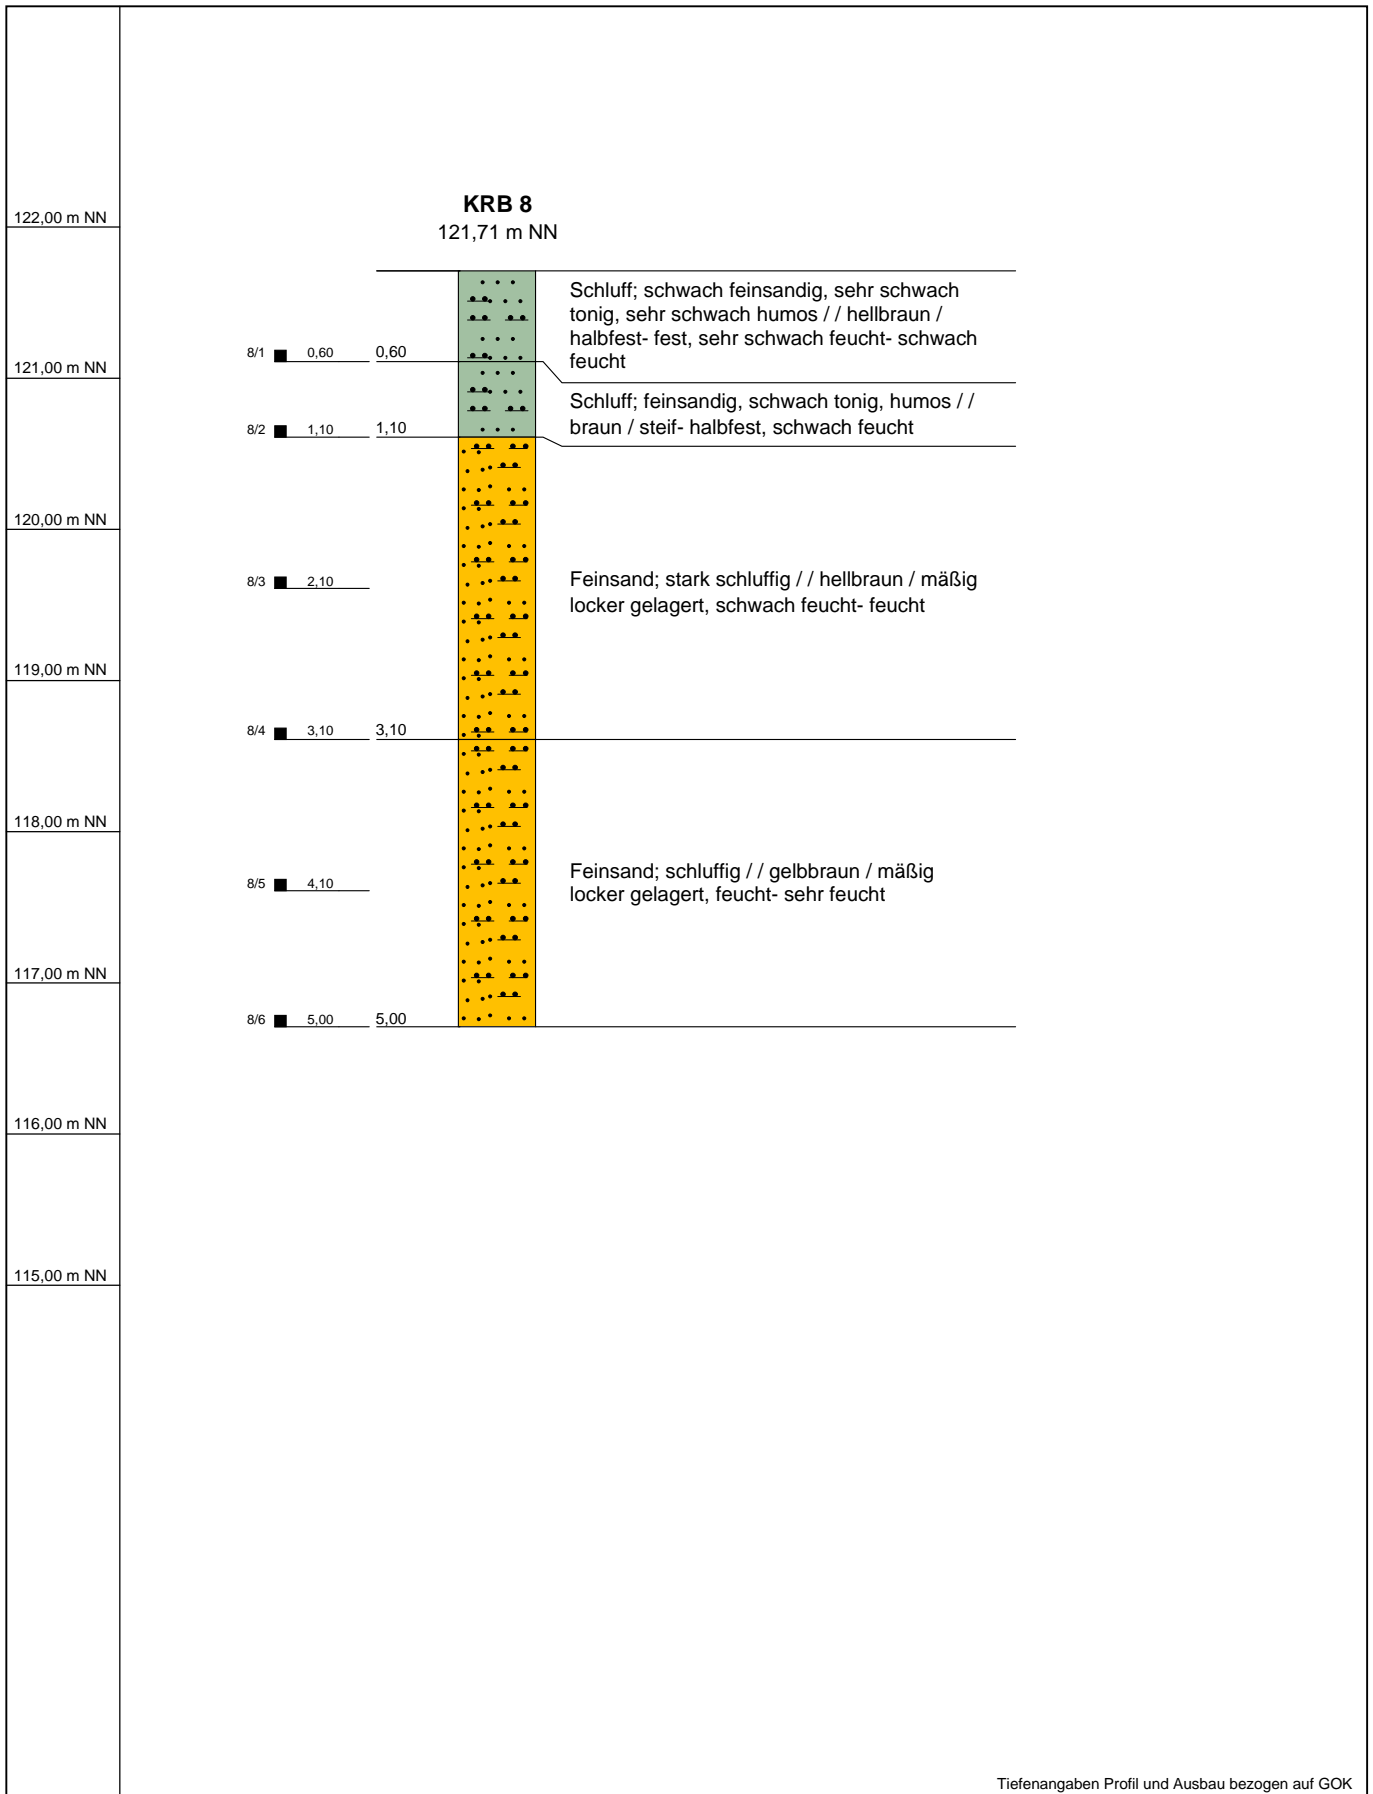 KRB 8
122,00 m NN
121,71 m NN
Schluff; schwach feinsandig, sehr schwach
tonig, sehr schwach humos / / hellbraun /
halbfest- fest, sehr schwach feucht- schwach
feucht
8/1 0,60 0,60
121,00 m NN
Schluff; feinsandig, schwach tonig, humos / /
braun / steif- halbfest, schwach feucht
8/2 1,10 1,10
120,00 m NN
8/3 2,10
Feinsand; stark schluffig / / hellbraun / mäßig
locker gelagert, schwach feucht- feucht
119,00 m NN
8/4 3,10 3,10
118,00 m NN
Feinsand; schluffig / / gelbbraun / mäßig
locker gelagert, feucht- sehr feucht
8/5 4,10
117,00 m NN
8/6 5,00 5,00
116,00 m NN
115,00 m NN
Tiefenangaben Profil und Ausbau bezogen auf GOK